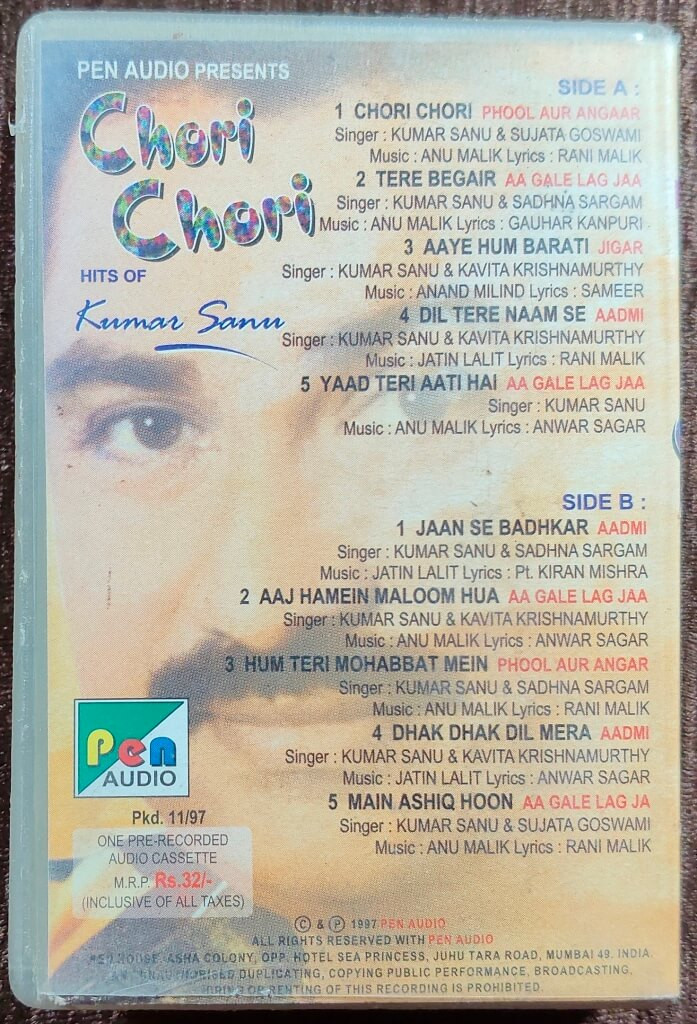 PEN AUDIO PRESENTS
Chori
Chori
HITS OF
Kumar Sanu
SIDE A :
1 CHORI CHORI PHOOL AUR ANGAAR
Singer : KUMAR SANU & SUJATA GOSWAMI
Music : ANU MALIK Lyrics : RANI MALIK
2 TERE BEGAIR AA GALE LAG JAA
Singer : KUMAR SANU & SADHNA SARGAM
Music : ANU MALIK Lyrics : GAUHAR KANPURI
3 AAYE HUM BARATI JIGAR
Singer : KUMAR SANU & KAVITA KRISHNAMURTHY
Music : ANAND MILIND Lyrics : SAMEER
4 DIL TERE NAAM SE AADMI
Singer : KUMAR SANU & KAVITA KRISHNAMURTHY
Music : JATIN LALIT Lyrics : RANI MALIK
5 YAAD TERI AATI HAI AA GALE LAG JAA
Singer : KUMAR SANU
Music : ANU MALIK Lyrics : ANWAR SAGAR
SIDE B :
1 JAAN SE BADHKAR AADMI
Singer : KUMAR SANU & SADHNA SARGAM
Music : JATIN LALIT Lyrics : Pt. KIRAN MISHRA
2 AAJ HAMEIN MALOOM HUA AA GALE LAG JAA
Singer : KUMAR SANU & KAVITA KRISHNAMURTHY
Music : ANU MALIK Lyrics : ANWAR SAGAR
3 HUM TERI MOHABBAT MEIN PHOOL AUR ANGAR
Singer : KUMAR SANU & SADHNA SARGAM
Music : ANU MALIK Lyrics : RANI MALIK
4 DHAK DHAK DIL MERA AADMI
Singer : KUMAR SANU & KAVITA KRISHNAMURTHY
Music : JATIN LALIT Lyrics : ANWAR SAGAR
5 MAIN ASHIQ HOON AA GALE LAG JA
Singer : KUMAR SANU & SUJATA GOSWAMI
Music : ANU MALIK Lyrics : RANI MALIK
Pen
AUDIO
Pkd. 11/97
ONE PRE-RECORDED
AUDIO CASSETTE
M.R.P. Rs.32/-
(INCLUSIVE OF ALL TAXES)
© & ℗ 1997 PEN AUDIO
ALL RIGHTS RESERVED WITH PEN AUDIO
PEN HOUSE, ASHA COLONY, OPP. HOTEL SEA PRINCESS, JUHU TARA ROAD, MUMBAI 49. INDIA.
DUPLICATING, COPYING PUBLIC PERFORMANCE, BROADCASTING,
HIRING OR RENTING OF THIS RECORDING IS PROHIBITED.